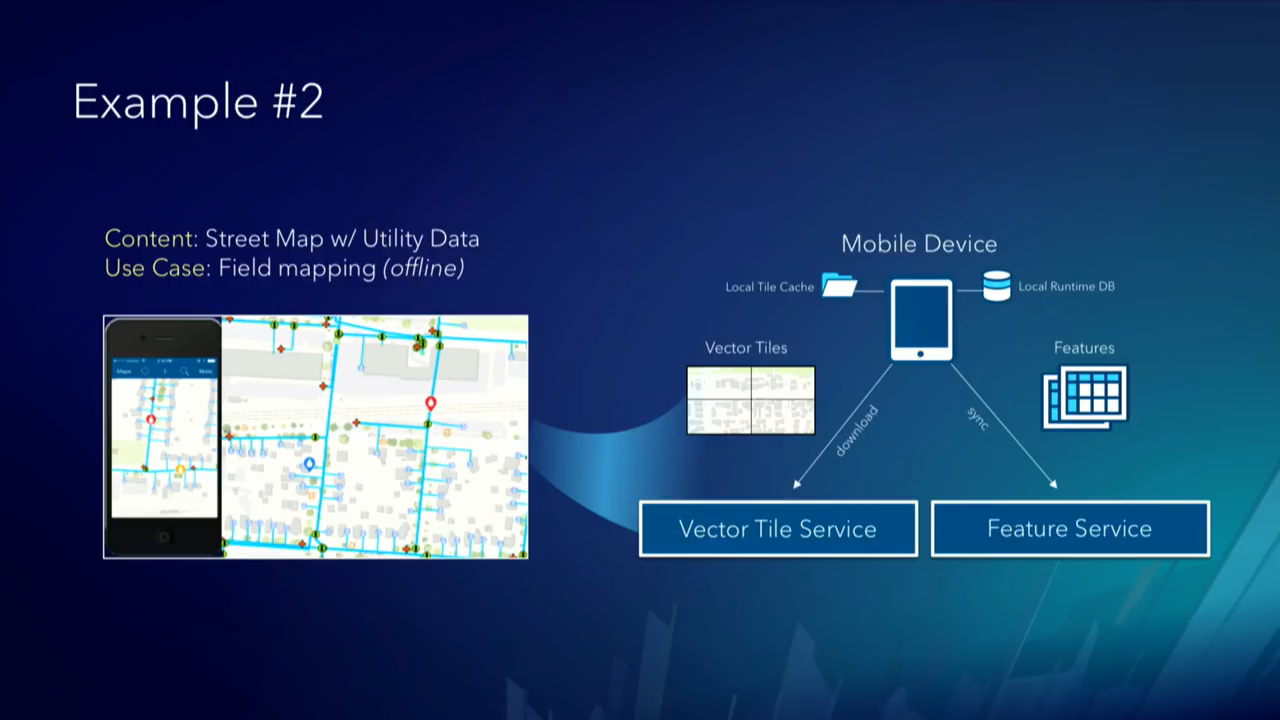 Example #2
Content: Street Map w/ Utility Data
Use Case: Field mapping (offline)
Mobile Device
Local Tile Cache
Local Runtime DB
Vector Tiles
Features
download
sync
Vector Tile Service
Feature Service
Maps